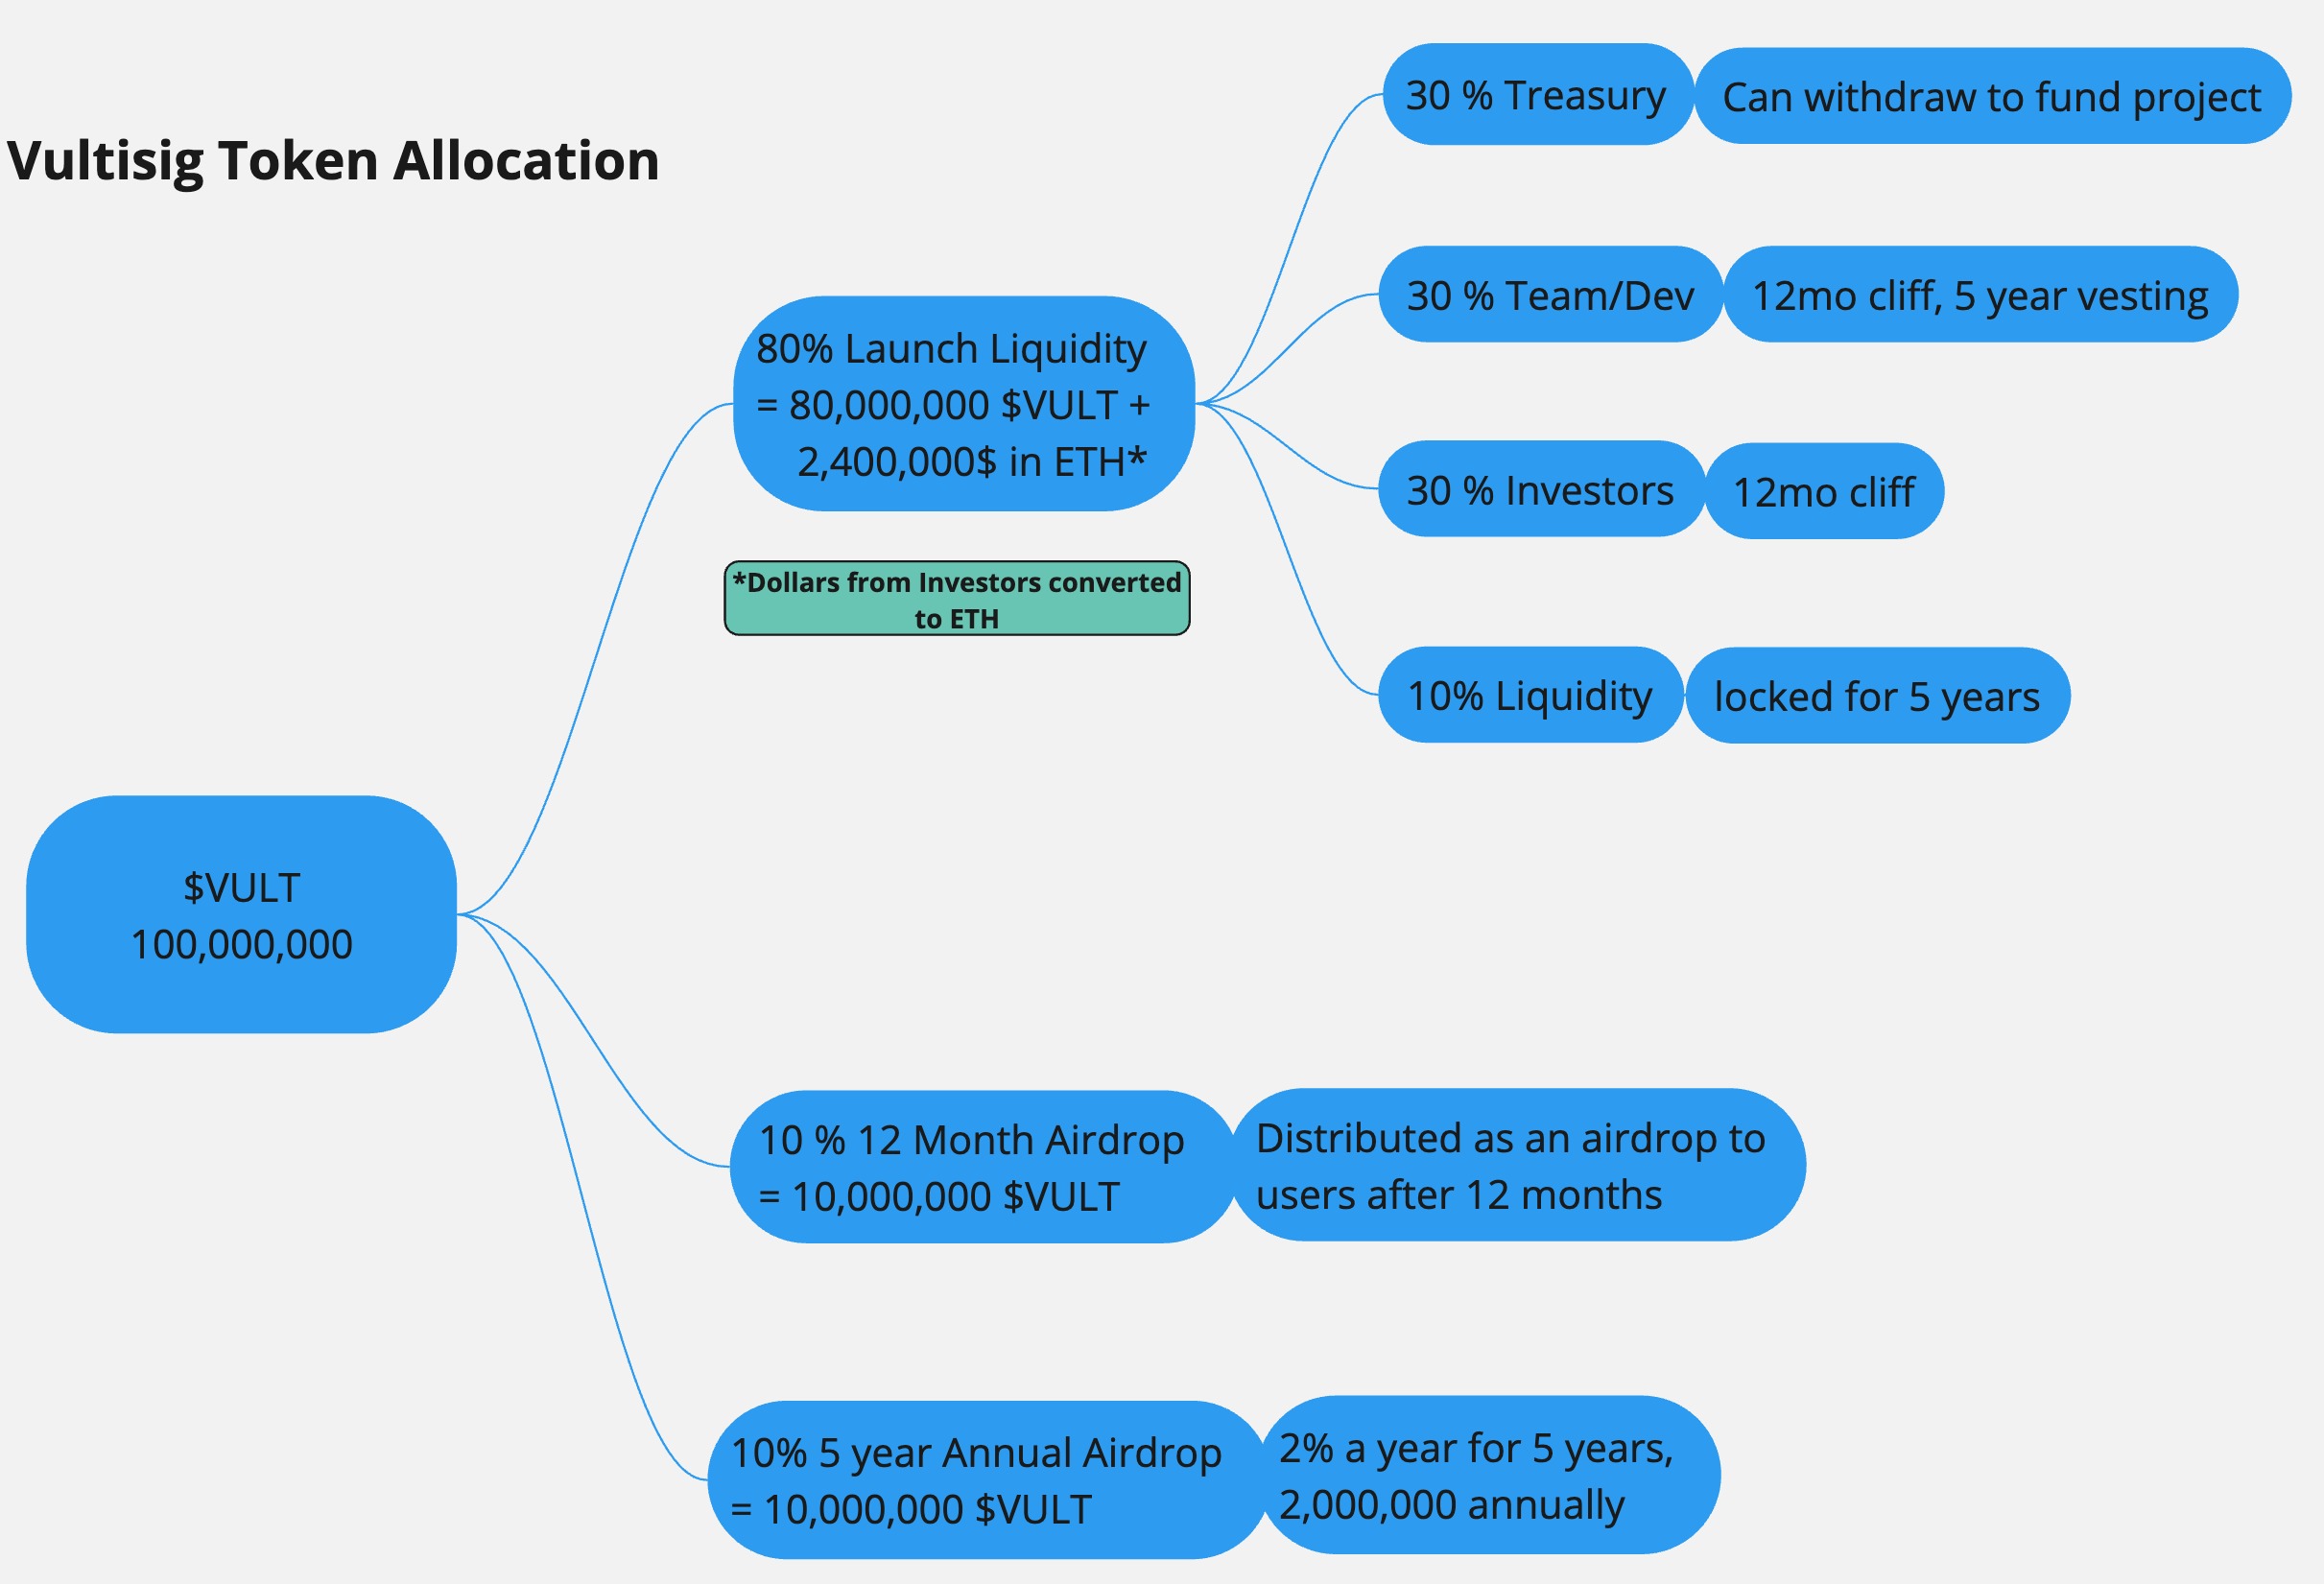 Vultisig Token Allocation
$VULT
100,000,000
80% Launch Liquidity
= 80,000,000 $VULT +
2,400,000$ in ETH*
*Dollars from Investors converted
to ETH
30 % Treasury
Can withdraw to fund project
30 % Team/Dev
12mo cliff, 5 year vesting
30 % Investors
12mo cliff
10% Liquidity
locked for 5 years
10 % 12 Month Airdrop
= 10,000,000 $VULT
Distributed as an airdrop to
users after 12 months
10% 5 year Annual Airdrop
= 10,000,000 $VULT
2% a year for 5 years,
2,000,000 annually